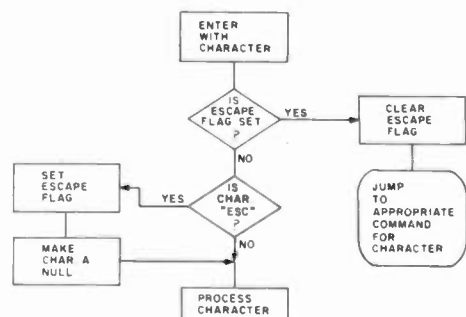 ENTER
WITH
CHARACTER
IS
ESCAPE
FLAG SET
?
YES
CLEAR
ESCAPE
FLAG
NO
SET
ESCAPE
FLAG
YES
IS
CHAR
"ESC"
?
JUMP
TO
APPROPRIATE
COMMAND
FOR
CHARACTER
NO
MAKE
CHAR A
NULL
PROCESS
CHARACTER